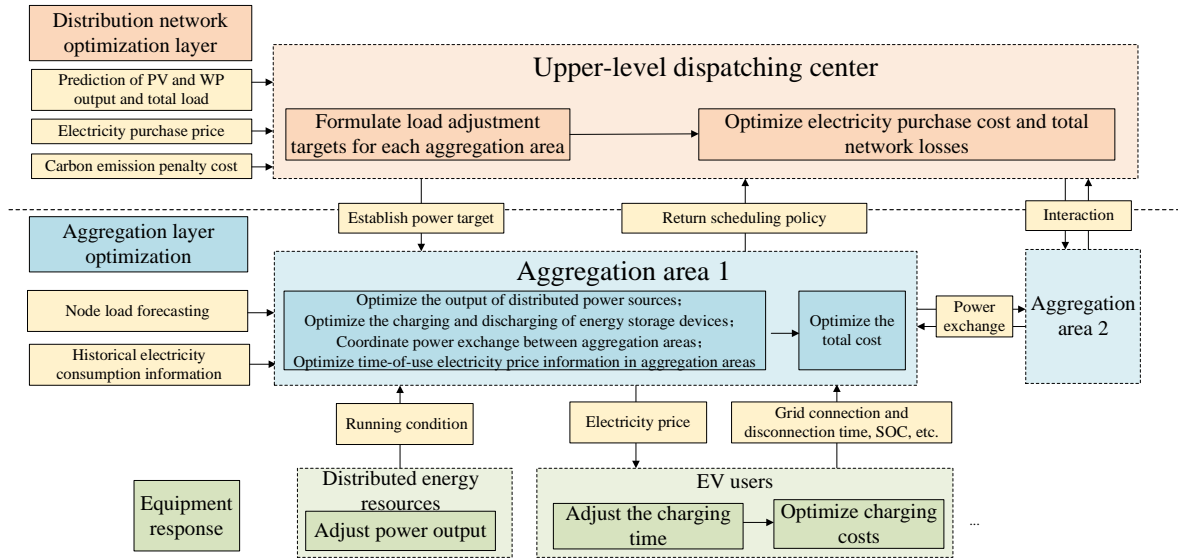 Distribution network
optimization layer
Prediction of PV and WP
output and total load
Electricity purchase price
Carbon emission penalty cost
Upper-level dispatching center
Formulate load adjustment
targets for each aggregation area
Optimize electricity purchase cost and total
network losses
Establish power target
Return scheduling policy
Interaction
Aggregation layer
optimization
Node load forecasting
Historical electricity
consumption information
Aggregation area 1
Optimize the output of distributed power sources;
Optimize the charging and discharging of energy storage devices;
Coordinate power exchange between aggregation areas;
Optimize time-of-use electricity price information in aggregation areas
Optimize the
total cost
Power
exchange
Aggregation
area 2
Running condition
Electricity price
Grid connection and
disconnection time, SOC, etc.
Equipment
response
Distributed energy
resources
Adjust power output
EV users
Adjust the charging
time
Optimize charging
costs
...